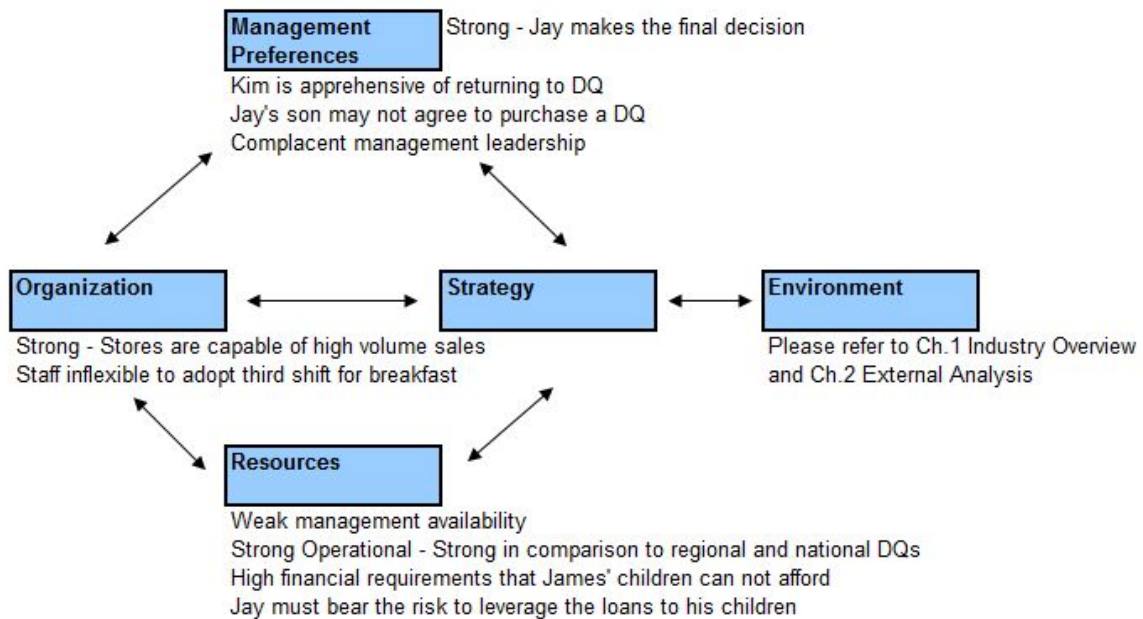 Management Strong - Jay makes the final decision
Preferences
Kim is apprehensive of returning to DQ
Jay's son may not agree to purchase a DQ
Complacent management leadership
Organization
Strategy
Environment
Strong - Stores are capable of high volume sales
Staff inflexible to adopt third shift for breakfast
Please refer to Ch.1 Industry Overview
and Ch.2 External Analysis
Resources
Weak management availability
Strong Operational - Strong in comparison to regional and national DQs
High financial requirements that James' children can not afford
Jay must bear the risk to leverage the loans to his children